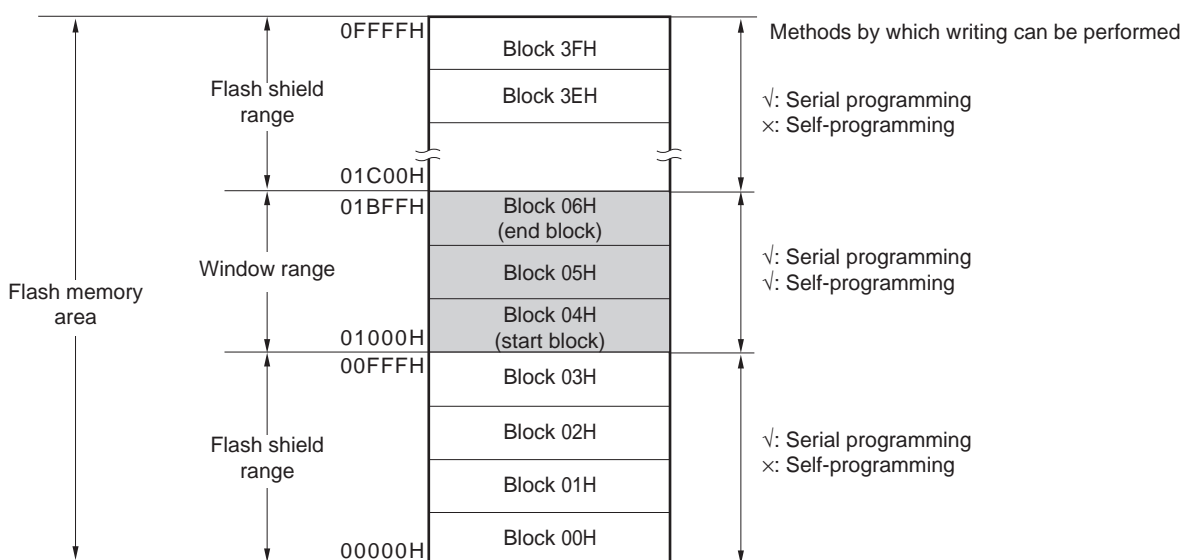 0FFFFH
Block 3FH
Methods by which writing can be performed
Flash shield
range
Block 3EH
√: Serial programming
×: Self-programming
01C00H
01BFFH
Block 06H
(end block)
Window range
Block 05H
√: Serial programming
√: Self-programming
Flash memory
area
Block 04H
(start block)
01000H
00FFFH
Block 03H
Flash shield
range
Block 02H
√: Serial programming
×: Self-programming
Block 01H
Block 00H
00000H